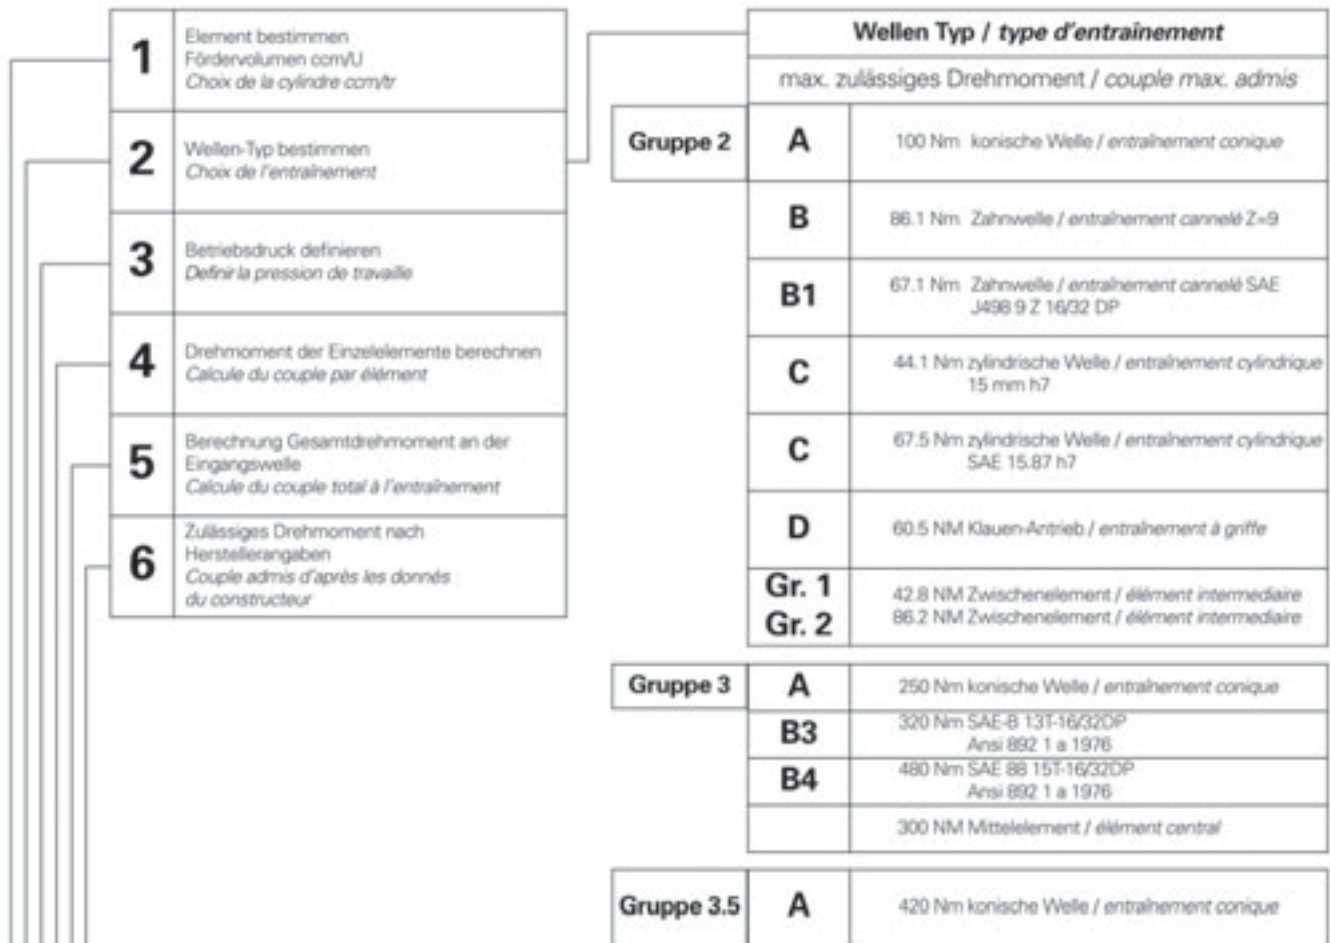 1
Element bestimmen
Fördervolumen ccm/U
Choix de la cylindre ccm/tr
2
Wellen-Typ bestimmen
Choix de l'entraînement
3
Betriebsdruck definieren
Definir la pression de travaille
4
Drehmoment der Einzelelemente berechnen
Calcule du couple par élément
5
Berechnung Gesamtdrehmoment an der
Eingangswelle
Calcule du couple total à l'entraînement
6
Zulässiges Drehmoment nach
Herstellerangaben
Couple admis d'après les donnés
du constructeur
Wellen Typ / type d'entraînement
max. zulässiges Drehmoment / couple max. admis
Gruppe 2
A
100 Nm konische Welle / entraînement conique
B
86.1 Nm Zahnwelle / entraînement cannelé Z=9
B1
67.1 Nm Zahnwelle / entraînement cannelé SAE
J498 9 Z 16/32 DP
C
44.1 Nm zylindrische Welle / entraînement cylindrique
15 mm h7
C
67.5 Nm zylindrische Welle / entraînement cylindrique
SAE 15.87 h7
D
60.5 NM Klauen-Antrieb / entraînement à griffe
Gr. 1
42.8 NM Zwischenelement / élément intermediaire
Gr. 2
86.2 NM Zwischenelement / élément intermediaire
Gruppe 3
A
250 Nm konische Welle / entraînement conique
B3
320 Nm SAE-B 13T-16/32DP
Ansi 892 1 a 1976
B4
480 Nm SAE 88 15T-16/32DP
Ansi 892 1 a 1976
300 NM Mittelelement / élément central
Gruppe 3.5
A
420 Nm konische Welle / entraînement conique